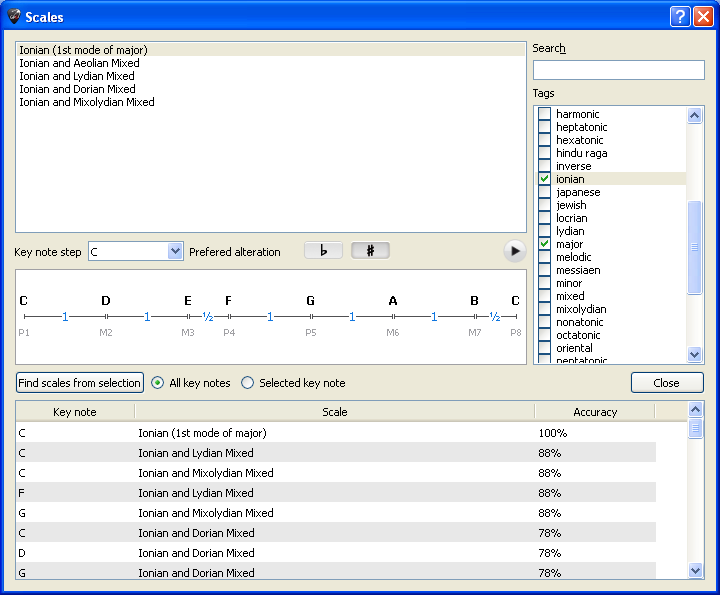 Scales
Ionian (1st mode of major)
Ionian and Aeolian Mixed
Ionian and Lydian Mixed
Ionian and Dorian Mixed
Ionian and Mixolydian Mixed
Search
Tags
harmonic
heptatonic
hexatonic
hindu raga
inverse
ionian
japanese
jewish
locrian
lydian
major
melodic
messiaen
minor
mixed
mixolydian
nonatonic
octatonic
oriental
pentatonic
Key note step C Prefered alteration ♭ #
C D E F G A B C
1 1 ½ 1 1 1 ½
P1 M2 M3 P4 P5 M6 M7 P8
Find scales from selection All key notes Selected key note Close
Key note Scale Accuracy
C Ionian (1st mode of major) 100%
C Ionian and Lydian Mixed 88%
C Ionian and Mixolydian Mixed 88%
F Ionian and Lydian Mixed 88%
G Ionian and Mixolydian Mixed 88%
C Ionian and Dorian Mixed 78%
D Ionian and Dorian Mixed 78%
G Ionian and Dorian Mixed 78%